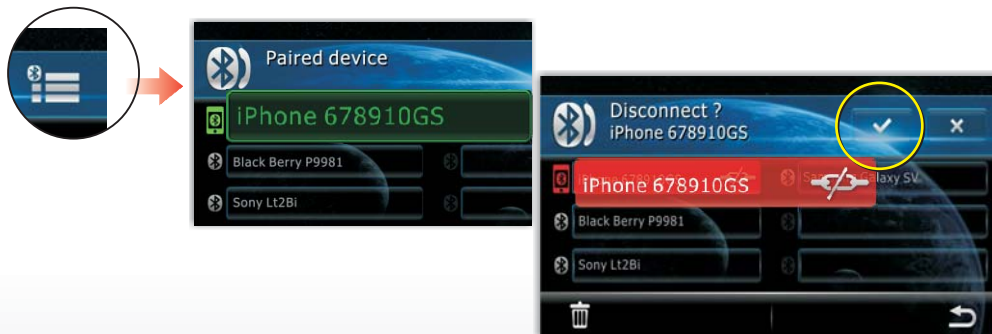 Paired device
iPhone 678910GS
Black Berry P9981
Sony Lt2Bi
Disconnect ?
iPhone 678910GS
iPhone 678910GS
Galaxy SV
Black Berry P9981
Sony Lt2Bi